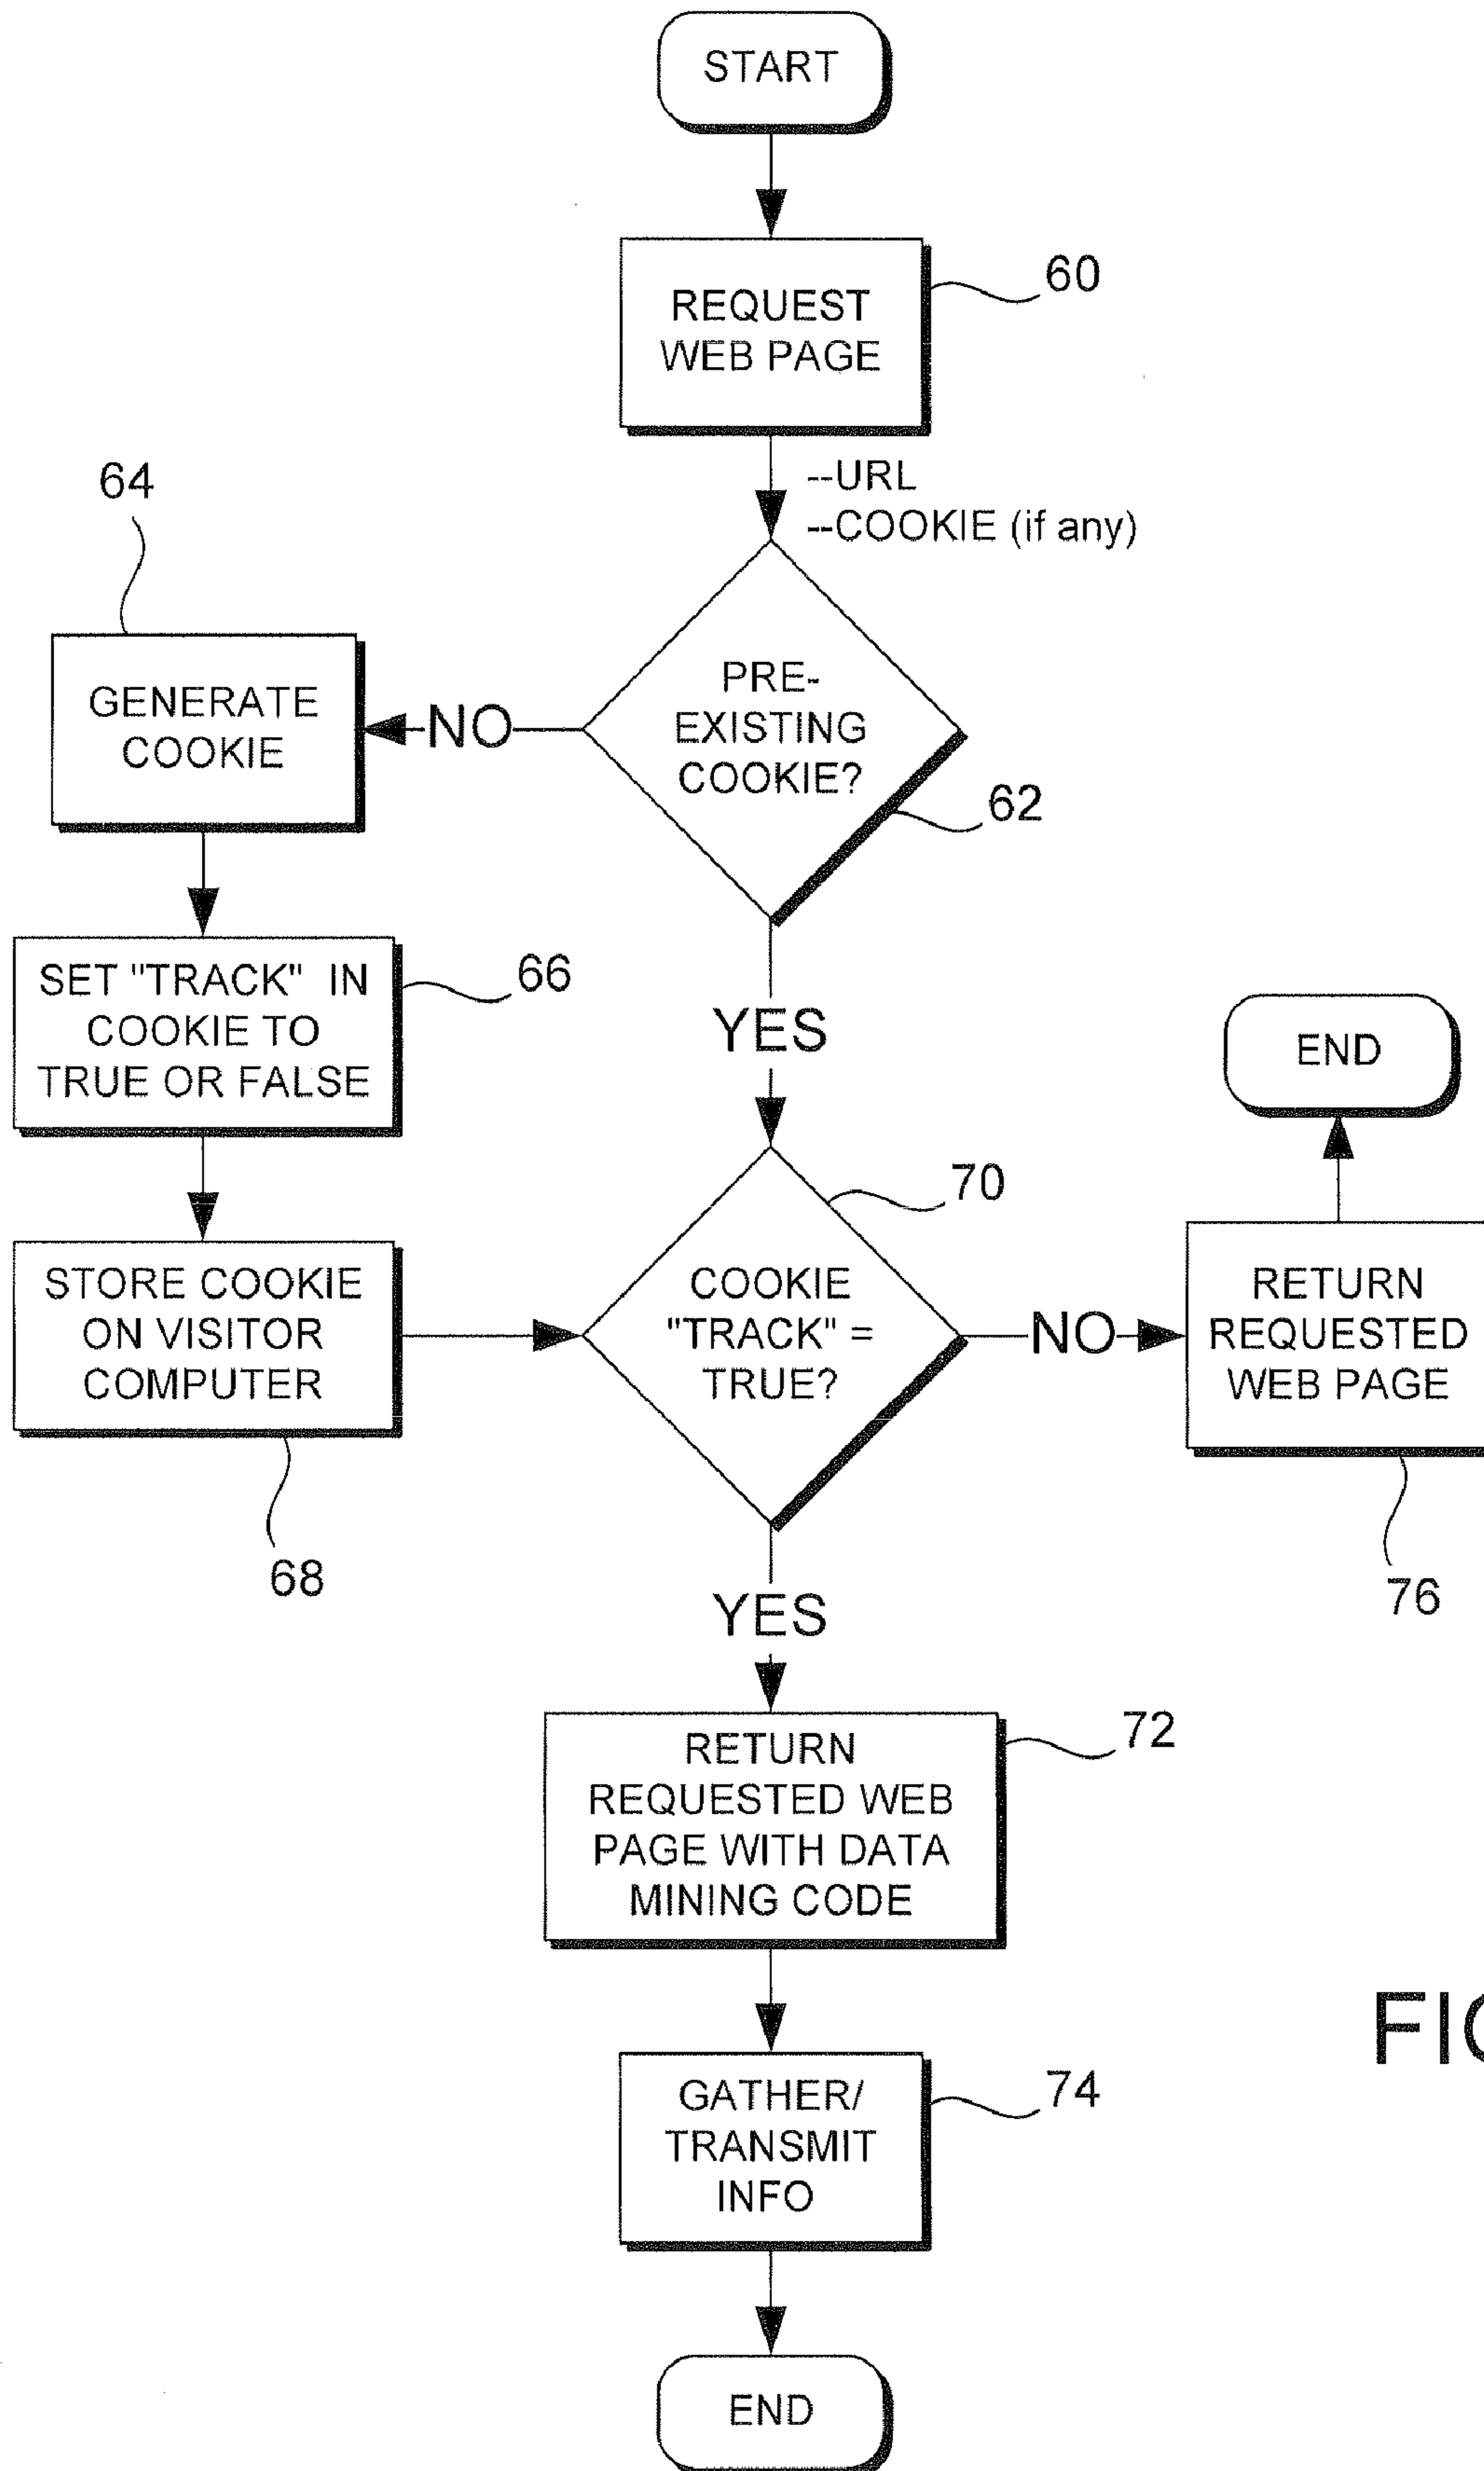 START
REQUEST
WEB PAGE
60
--URL
--COOKIE (if any)
64
GENERATE
COOKIE
NO
PRE-
EXISTING
COOKIE?
62
SET "TRACK" IN
COOKIE TO
TRUE OR FALSE
66
YES
END
STORE COOKIE
ON VISITOR
COMPUTER
68
70
COOKIE
"TRACK" =
TRUE?
NO
RETURN
REQUESTED
WEB PAGE
76
YES
RETURN
REQUESTED WEB
PAGE WITH DATA
MINING CODE
72
GATHER/
TRANSMIT
INFO
74
END